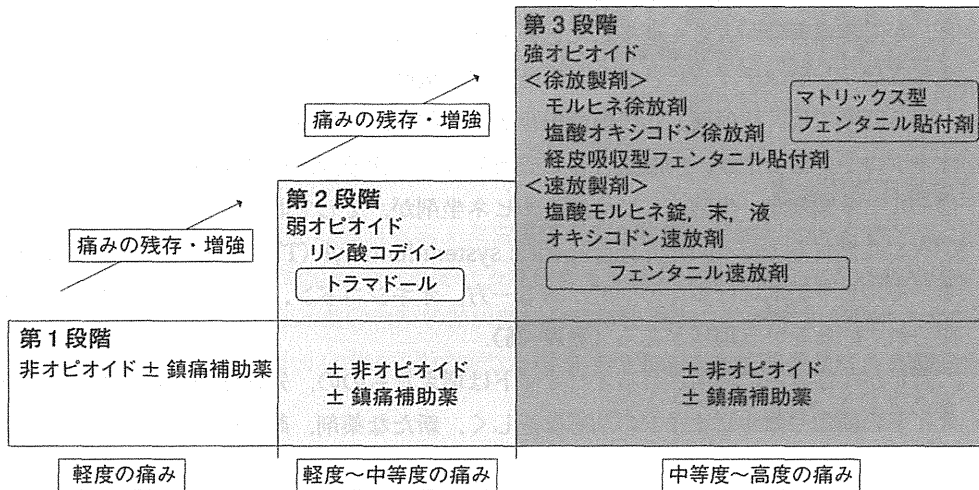 第3段階
強オピオイド
<徐放製剤>
モルヒネ徐放剤
塩酸オキシコドン徐放剤
経皮吸収型フェンタニル貼付剤
マトリックス型
フェンタニル貼付剤
<速放製剤>
塩酸モルヒネ錠,末,液
オキシコドン速放剤
フェンタニル速放剤
痛みの残存・増強
第2段階
弱オピオイド
リン酸コデイン
トラマドール
痛みの残存・増強
第1段階
非オピオイド ± 鎮痛補助薬
± 非オピオイド
± 鎮痛補助薬
± 非オピオイド
± 鎮痛補助薬
軽度の痛み
軽度~中等度の痛み
中等度~高度の痛み